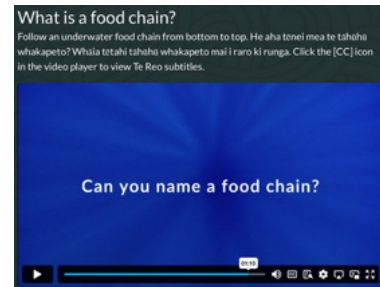 What is a food chain?
Follow an underwater food chain from bottom to top. He aha tenei mea te tahuhu
whakapeto? Whaia tetahi tahuhu whakapeto mai i raro ki runga. Click the [CC] icon
in the video player to view Te Reo subtitles.
Can you name a food chain?
01:10